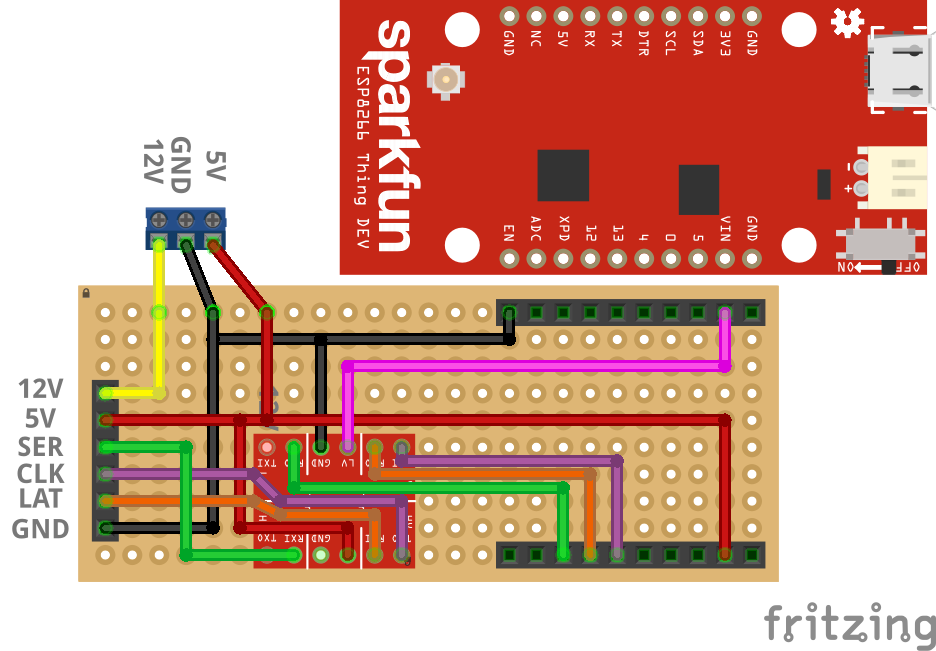 GND NC 5V RX TX DTR SCL SDA 3V3 GND
sparkfun
ESP8266 Thing DEV
EN ADC XPD 12 13 4 0 5 VIN GND
- +
ON OFF
12V GND 5V
12V
5V
SER
CLK
LAT
GND
GND LV
TXI
TXO RXI GND
fritzing